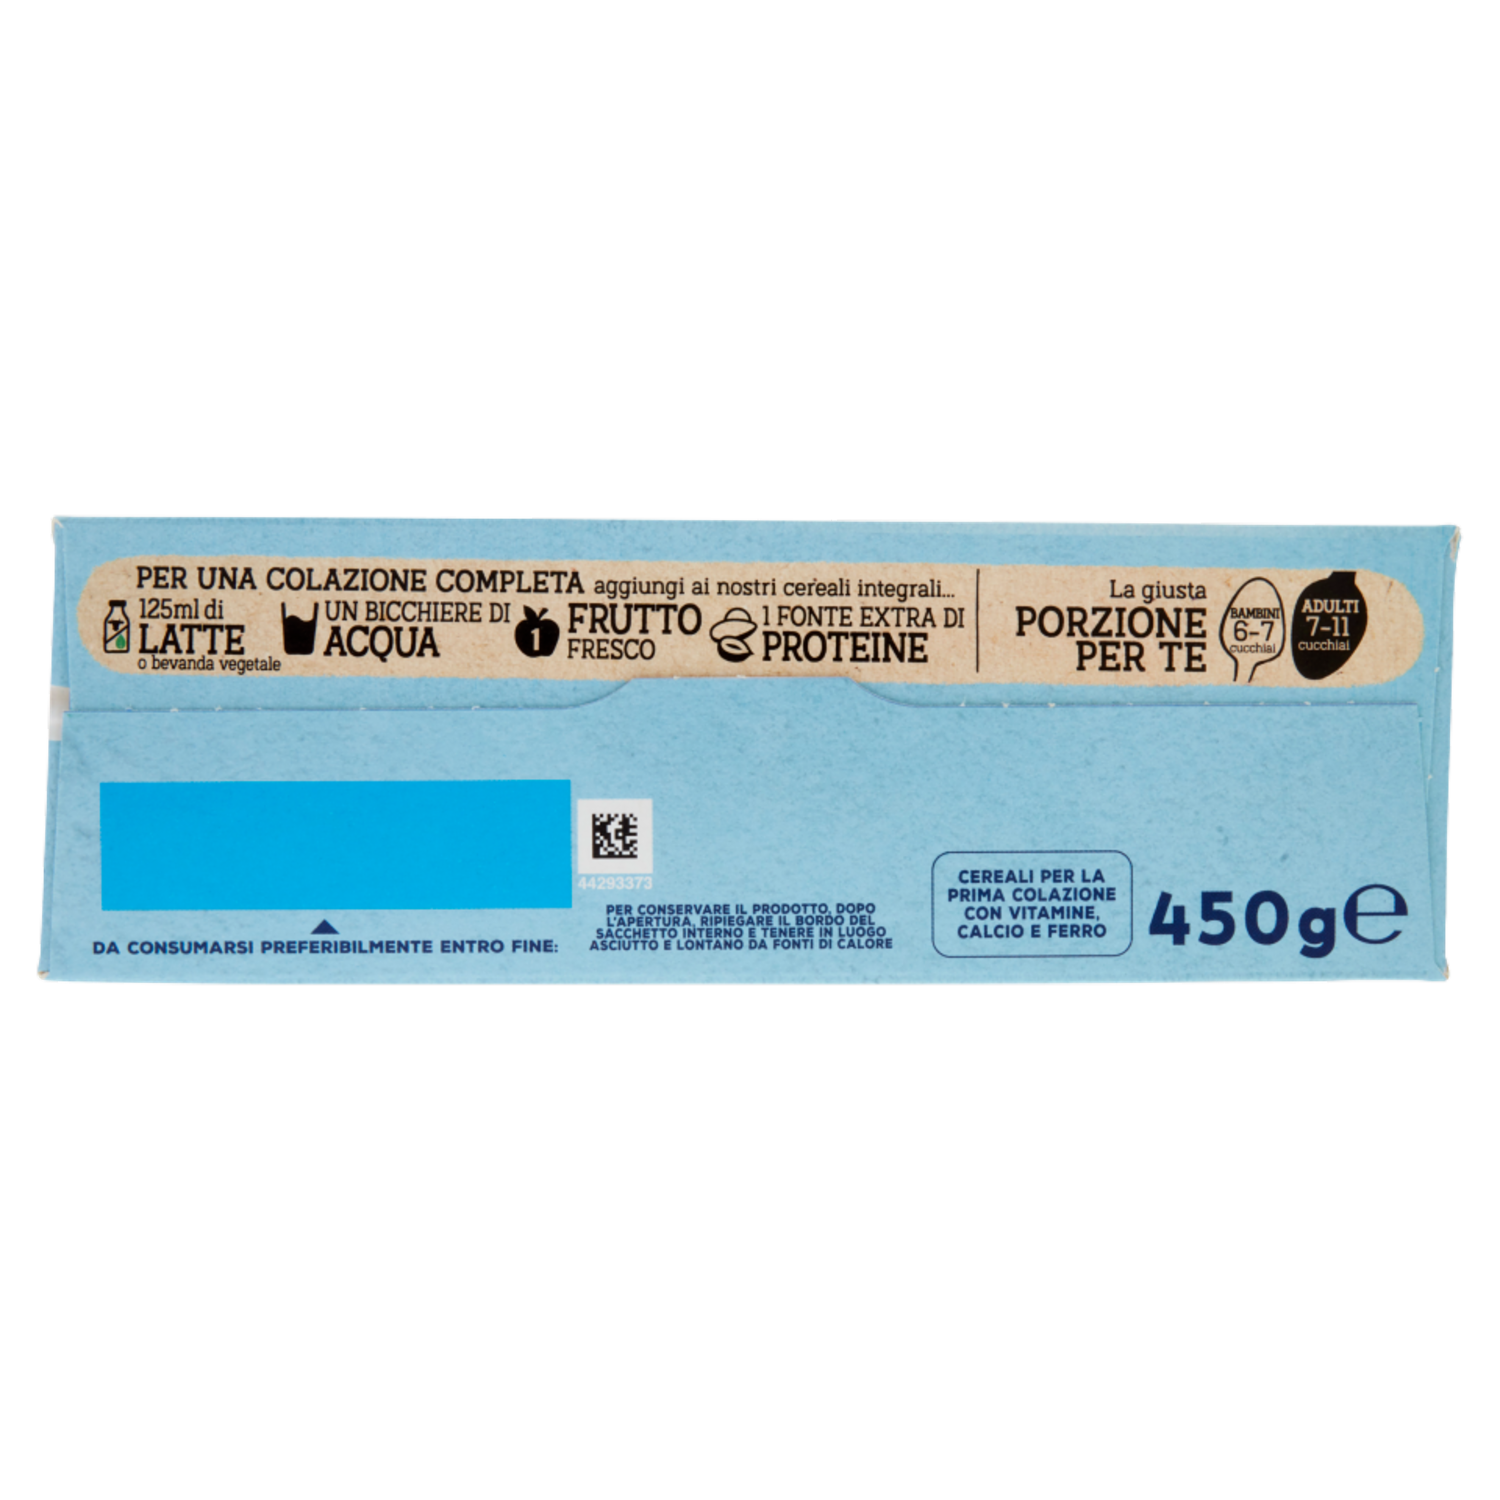 PER UNA COLAZIONE COMPLETA aggiungi ai nostri cereali integrali...
125ml di
LATTE
o bevanda vegetale
UN BICCHIERE DI
ACQUA
1
FRUTTO
FRESCO
1 FONTE EXTRA DI
PROTEINE
La giusta
PORZIONE
PER TE
BAMBINI
6-7
cucchiai
ADULTI
7-11
cucchiai
44293373
DA CONSUMARSI PREFERIBILMENTE ENTRO FINE:
PER CONSERVARE IL PRODOTTO, DOPO
L'APERTURA, RIPIEGARE IL BORDO DEL
SACCHETTO INTERNO E TENERE IN LUOGO
ASCIUTTO E LONTANO DA FONTI DI CALORE
CEREALI PER LA
PRIMA COLAZIONE
CON VITAMINE,
CALCIO E FERRO
450g℮